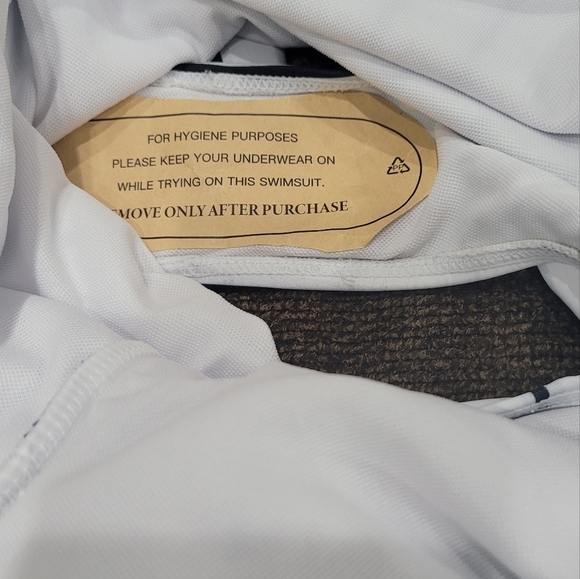 FOR HYGIENE PURPOSES
PLEASE KEEP YOUR UNDERWEAR ON
WHILE TRYING ON THIS SWIMSUIT.
MOVE ONLY AFTER PURCHASE